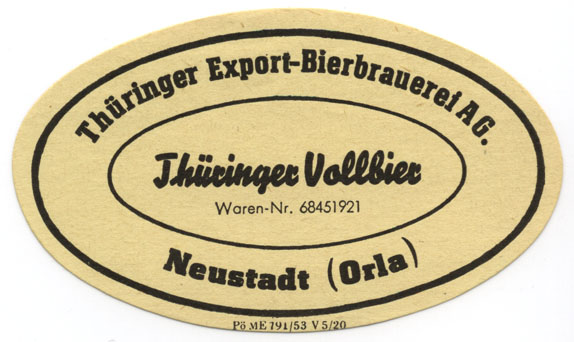 Thüringer Export-Bierbrauerei AG.
Thüringer Vollbier
Waren-Nr. 68451921
Neustadt (Orla)
Pö ME 791/53 V 5/20